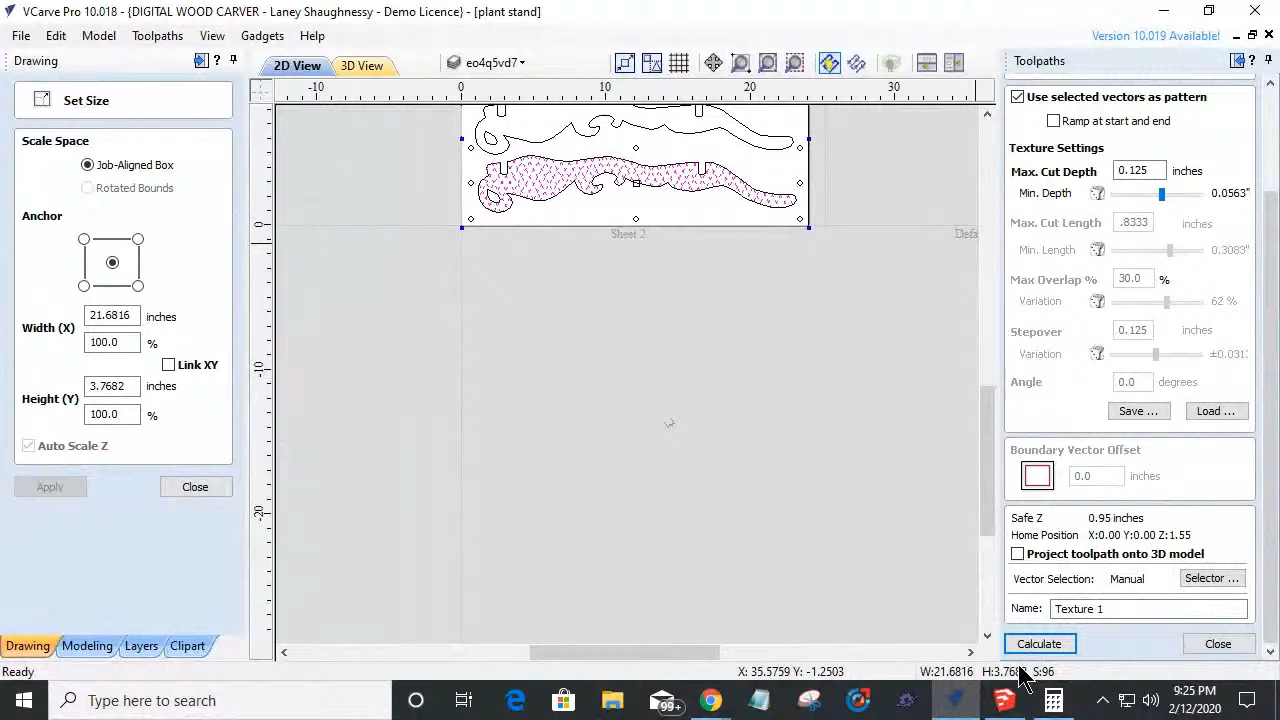 VCarve Pro 10.018 - {DIGITAL WOOD CARVER - Laney Shaughnessy - Demo Licence} - [plant stand]
File Edit Model Toolpaths View Gadgets Help Version 10.019 Available!
Drawing ? 2D View 3D View eo4q5vd7 Toolpaths ?
-10 0 10 20 30
Set Size
Scale Space
Job-Aligned Box
Rotated Bounds
Anchor
Width (X) 21.6816 inches
100.0 %
Link XY
Height (Y) 3.7682 inches
100.0 %
Auto Scale Z
Apply Close
Drawing Modeling Layers Clipart
0
-10
-20
Sheet 2 Defa
Use selected vectors as pattern
Ramp at start and end
Texture Settings
Max. Cut Depth 0.125 inches
Min. Depth 0.0563"
Max. Cut Length .8333 inches
Min. Length 0.3083"
Max Overlap % 30.0 %
Variation 62 %
Stepover 0.125 inches
Variation
Angle 0.0 degrees
Save ... Load ...
Boundary Vector Offset
0.0 inches
Safe Z 0.95 inches
Home Position X:0.00 Y:0.00 Z:1.55
Project toolpath onto 3D model
Vector Selection: Manual Selector ...
Name: Texture 1
Calculate Close
Ready X: 35.5759 Y: -1.2503 W:21.6816 S:96
Type here to search 99+ 9:25 PM
2/12/2020